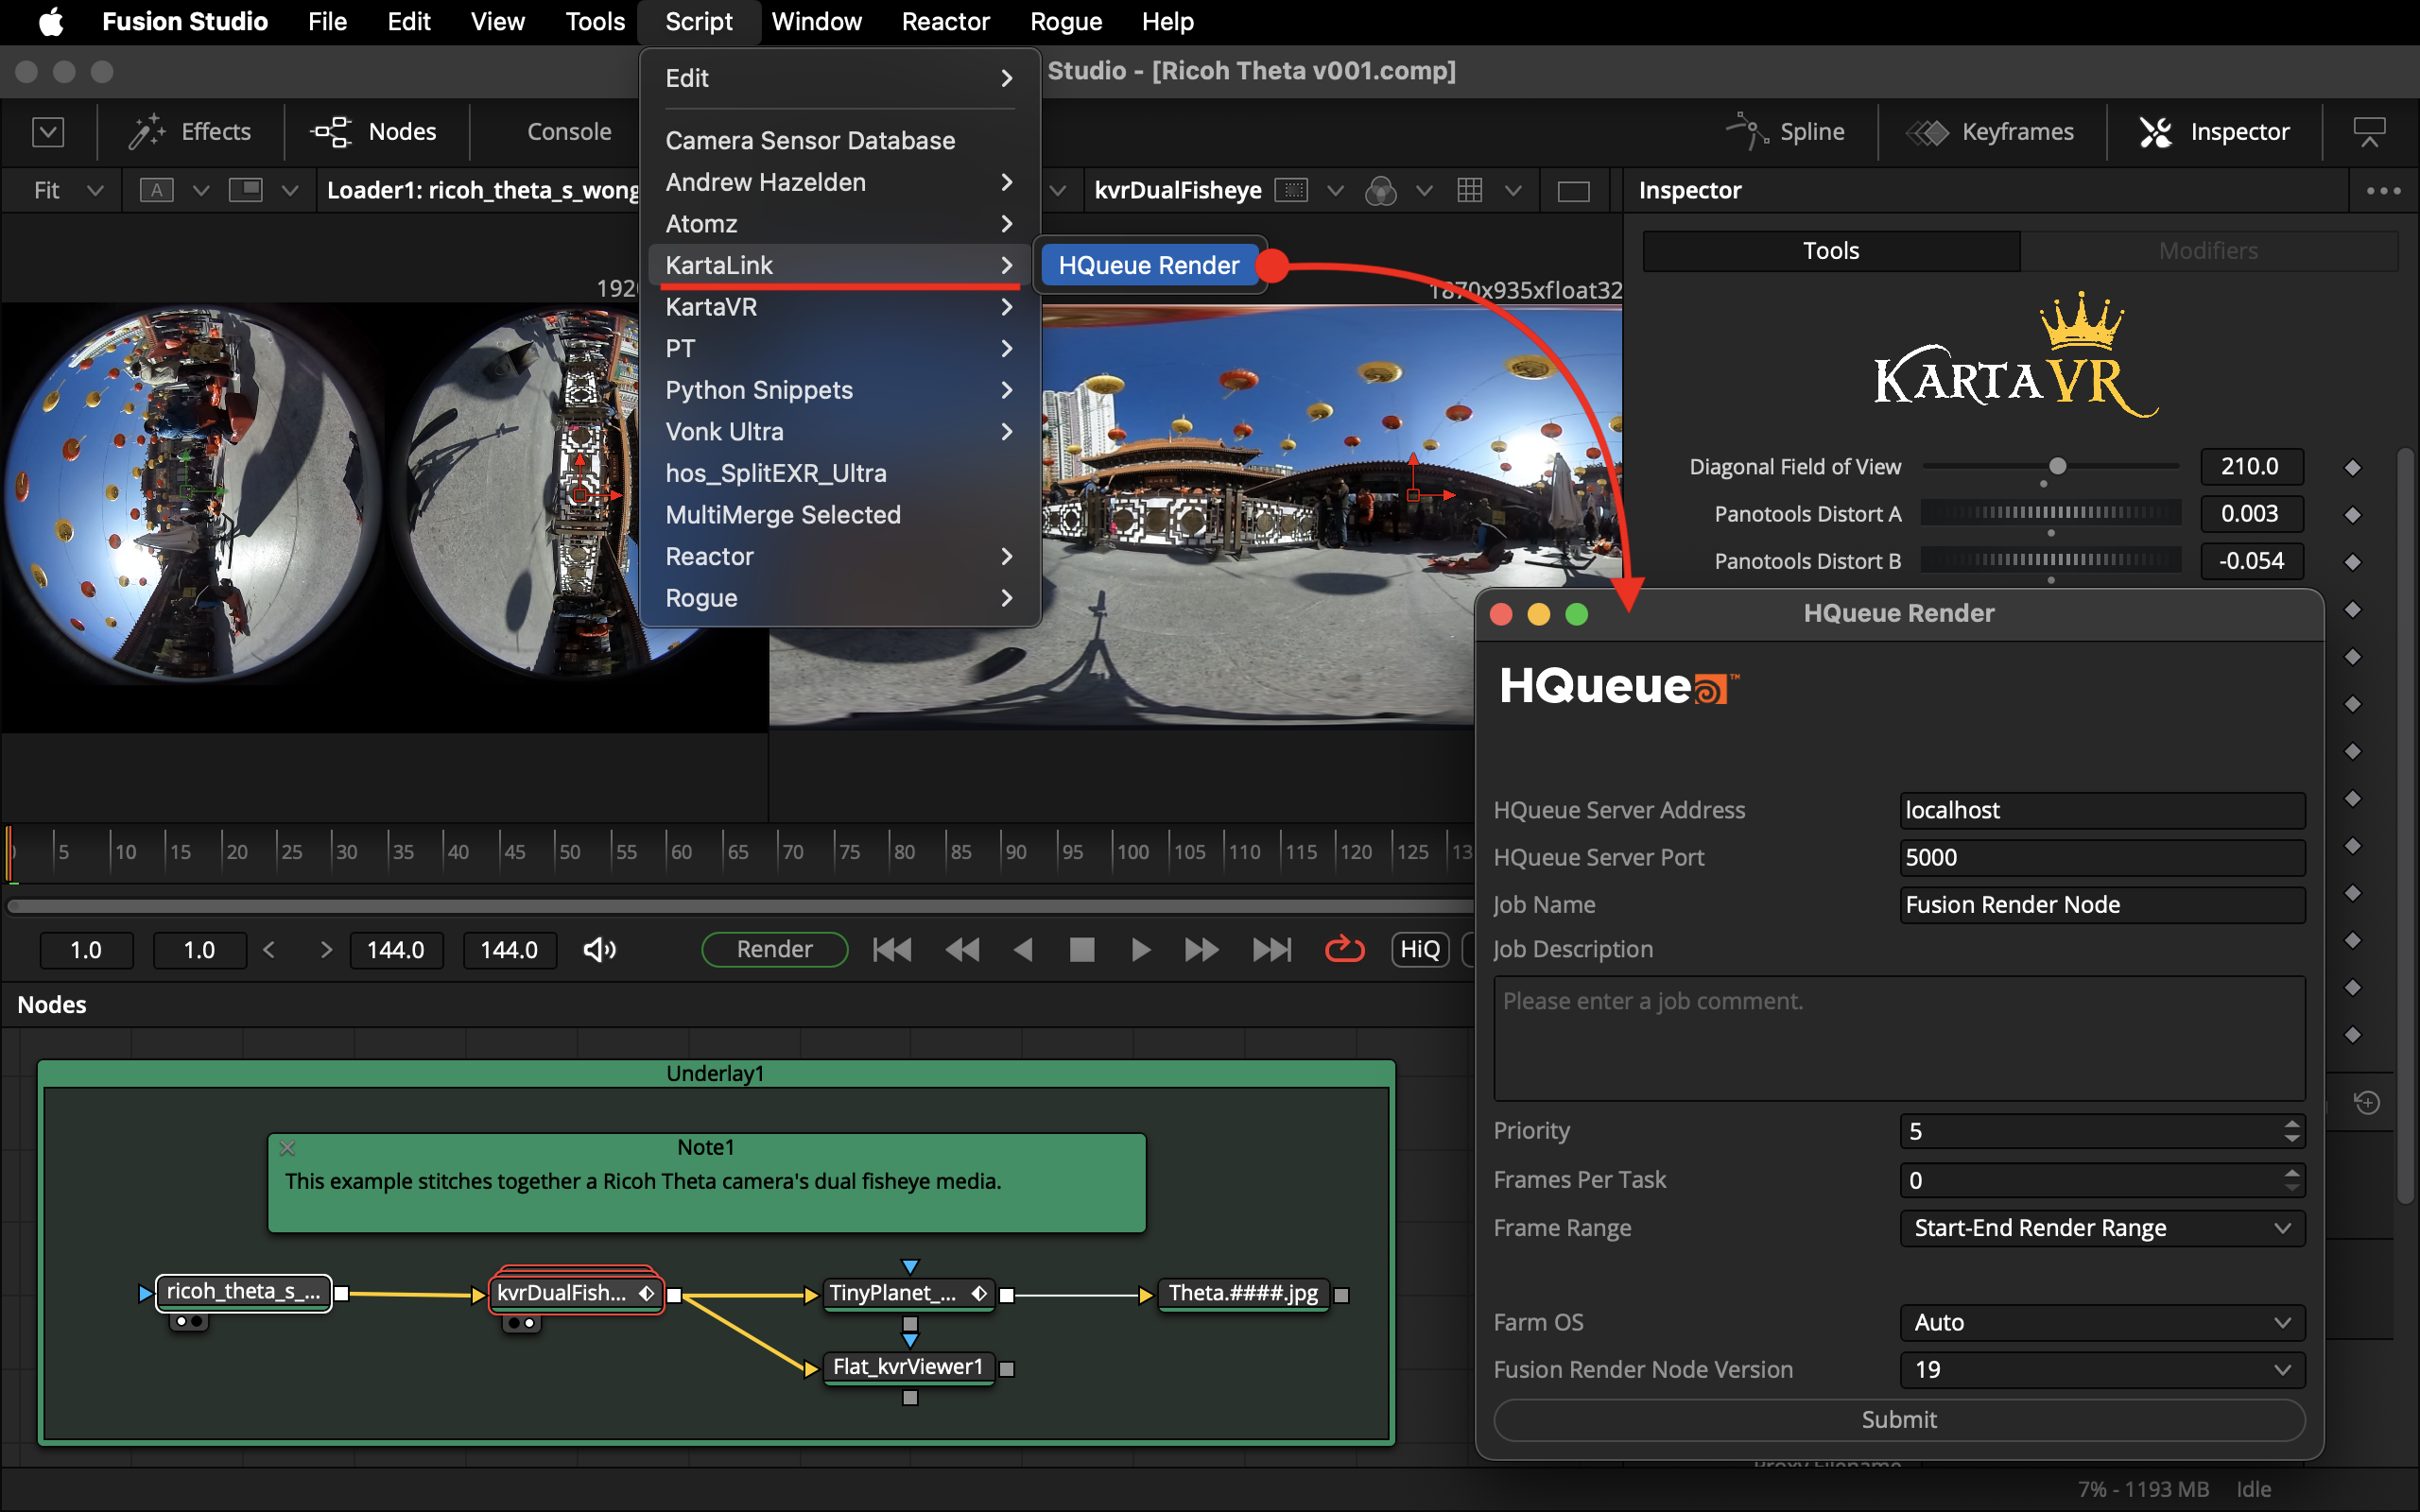 Fusion Studio File Edit View Tools Script Window Reactor Rogue Help
Studio - [Ricoh Theta v001.comp]
Edit
Camera Sensor Database
Andrew Hazelden
Atomz
KartaLink
KartaVR
PT
Python Snippets
Vonk Ultra
hos_SplitEXR_Ultra
MultiMerge Selected
Reactor
Rogue
HQueue Render
Effects Nodes Console Spline Keyframes Inspector
Fit A Loader1: ricoh_theta_s_wong kvrDualFisheye Inspector
Tools Modifiers
192
1870x935xfloat32
KARTAVR
Diagonal Field of View 210.0
Panotools Distort A 0.003
Panotools Distort B -0.054
HQueue Render
HQueue™
HQueue Server Address localhost
HQueue Server Port 5000
Job Name Fusion Render Node
Job Description
Please enter a job comment.
Priority 5
Frames Per Task 0
Frame Range Start-End Render Range
Farm OS Auto
Fusion Render Node Version 19
Submit
5 10 15 20 25 30 35 40 45 50 55 60 65 70 75 80 85 90 95 100 105 110 115 120 125 13
1.0 1.0 < > 144.0 144.0 Render HiQ
Nodes
Underlay1
Note1
This example stitches together a Ricoh Theta camera's dual fisheye media.
ricoh_theta_s_... kvrDualFish... TinyPlanet_... Theta.####.jpg
Flat_kvrViewer1
Proxy Filename
7% - 1193 MB Idle